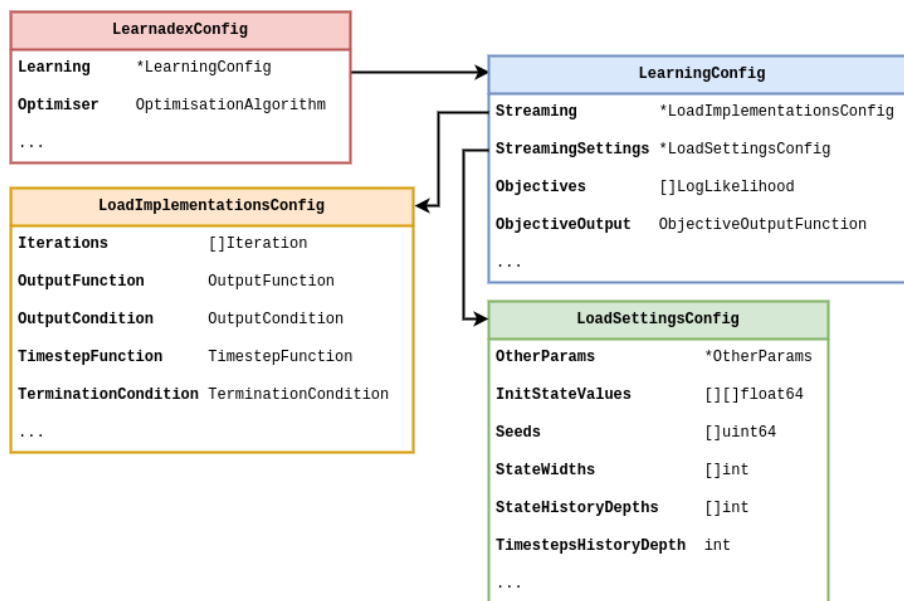 LearnadexConfig
Learning *LearningConfig
Optimiser OptimisationAlgorithm
...
LearningConfig
Streaming *LoadImplementationsConfig
StreamingSettings *LoadSettingsConfig
Objectives []LogLikelihood
ObjectiveOutput ObjectiveOutputFunction
...
LoadImplementationsConfig
Iterations []Iteration
OutputFunction OutputFunction
OutputCondition OutputCondition
TimestepFunction TimestepFunction
TerminationCondition TerminationCondition
...
LoadSettingsConfig
OtherParams *OtherParams
InitStateValues [][]float64
Seeds []uint64
StateWidths []int
StateHistoryDepths []int
TimestepsHistoryDepth int
...